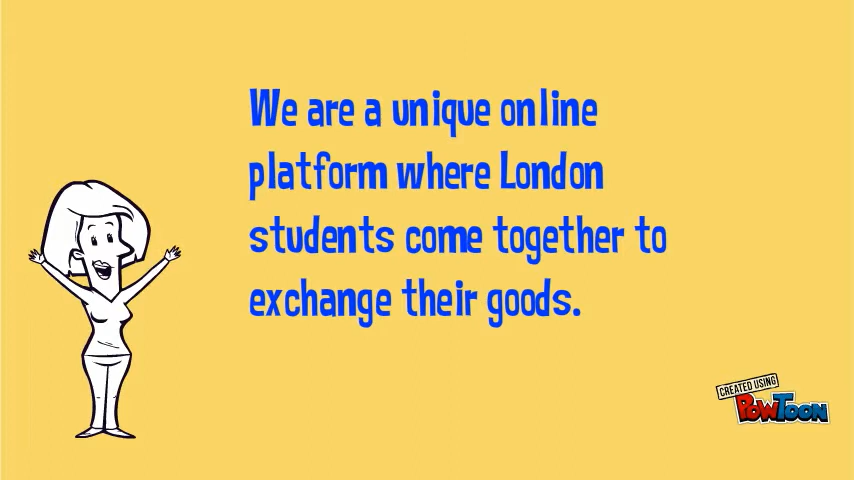 We are a unique online
platform where London
students come together to
exchange their goods.
CREATED USING
PowToon